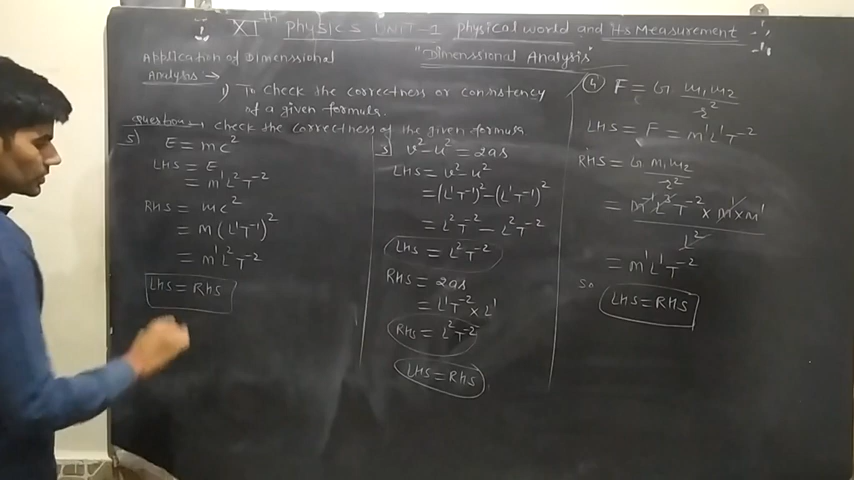 XIth Physics UNIT-1 physical world and its Measurement
Application of Dimenssional
Analysis →
"Dimenssional Analysis"
1) To check the correctness or consistency
of a given formula.
Question → check the correctness of the given formula
5) E = mc²
LHS = E
= M¹L²T⁻²
RHS = mc²
= M(L¹T⁻¹)²
= M¹L²T⁻²
LHS = RHS
3) v²-u² = 2as
LHS = v²-u²
= (L¹T⁻¹)² - (L¹T⁻¹)²
= L²T⁻² - L²T⁻²
LHS = L²T⁻²
RHS = 2as
= L¹T⁻² × L¹
RHS = L²T⁻²
LHS = RHS
4) F = G m₁m₂
r²
LHS = F = M¹L¹T⁻²
RHS = G m₁m₂
r²
= M⁻¹L³T⁻² × M¹×M¹
L²
= M¹L¹T⁻²
So
LHS = RHS